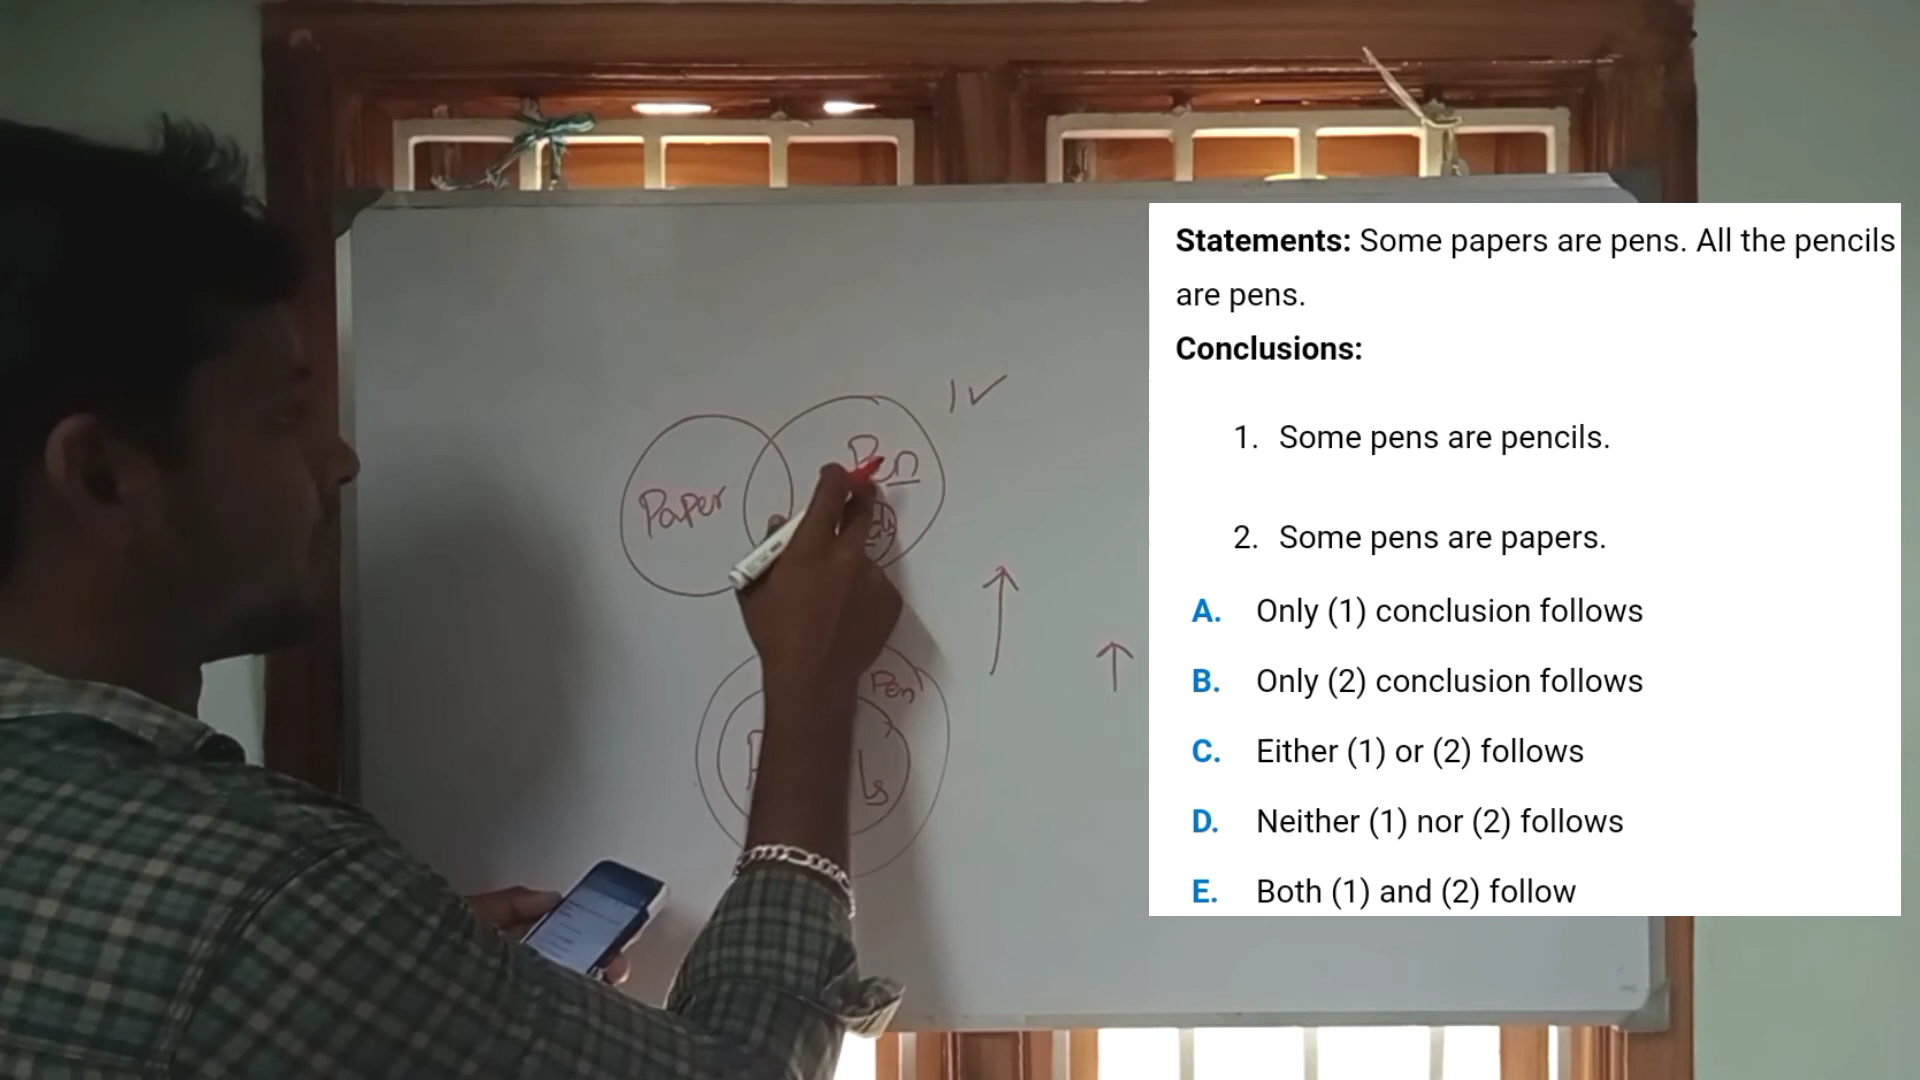 Statements: Some papers are pens. All the pencils
are pens.
Conclusions:
1. Some pens are pencils.
2. Some pens are papers.
A. Only (1) conclusion follows
B. Only (2) conclusion follows
C. Either (1) or (2) follows
D. Neither (1) nor (2) follows
E. Both (1) and (2) follow
1 ✓
Pen
Paper
Pen